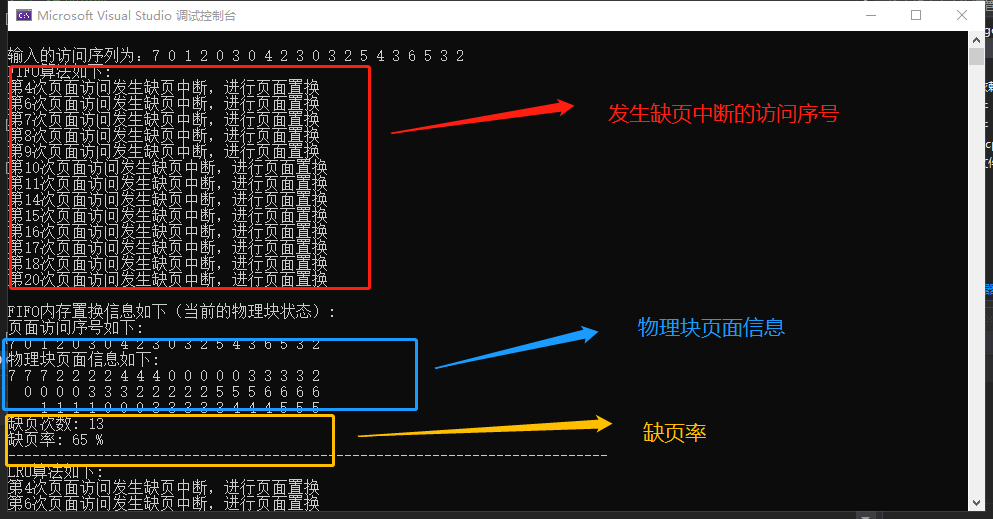 Microsoft Visual Studio 调试控制台
输入的访问序列为：7 0 1 2 0 3 0 4 2 3 0 3 2 5 4 3 6 5 3 2
FIFO算法如下：
第4次页面访问发生缺页中断，进行页面置换
第6次页面访问发生缺页中断，进行页面置换
第7次页面访问发生缺页中断，进行页面置换
第8次页面访问发生缺页中断，进行页面置换
第9次页面访问发生缺页中断，进行页面置换
第10次页面访问发生缺页中断，进行页面置换
第11次页面访问发生缺页中断，进行页面置换
第14次页面访问发生缺页中断，进行页面置换
第15次页面访问发生缺页中断，进行页面置换
第16次页面访问发生缺页中断，进行页面置换
第17次页面访问发生缺页中断，进行页面置换
第18次页面访问发生缺页中断，进行页面置换
第20次页面访问发生缺页中断，进行页面置换
发生缺页中断的访问序号
FIFO内存置换信息如下（当前的物理块状态）：
页面访问序号如下：
7 0 1 2 0 3 0 4 2 3 0 3 2 5 4 3 6 5 3 2
物理块页面信息如下：
7 7 7 2 2 2 2 4 4 4 0 0 0 0 0 3 3 3 3 2
0 0 0 0 3 3 3 2 2 2 2 2 5 5 5 6 6 6 6
1 1 1 1 0 0 0 3 3 3 3 3 4 4 4 5 5 5
物理块页面信息
缺页次数：13
缺页率：65 %
缺页率
LRU算法如下：
第4次页面访问发生缺页中断，进行页面置换
第6次页面访问发生缺页中断，进行页面置换